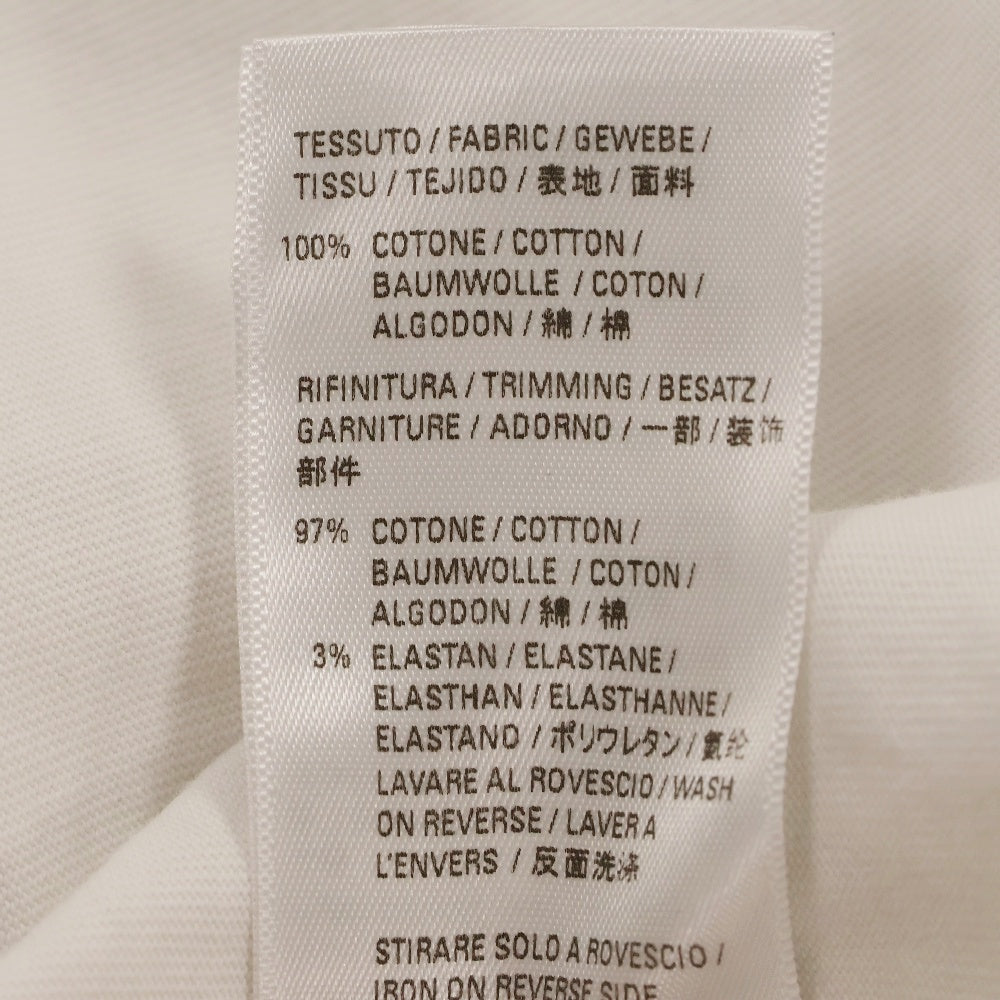 TESSUTO / FABRIC / GEWEBE /
TISSU / TEJIDO / 表地 / 面料
100% COTONE / COTTON /
BAUMWOLLE / COTON /
ALGODON / 綿 / 棉
RIFINITURA / TRIMMING / BESATZ /
GARNITURE / ADORNO / 一部 / 装饰
部件
97% COTONE / COTTON /
BAUMWOLLE / COTON /
ALGODON / 綿 / 棉
3% ELASTAN / ELASTANE /
ELASTHAN / ELASTHANNE /
ELASTANO / ポリウレタン / 氨纶
LAVARE AL ROVESCIO / WASH
ON REVERSE / LAVER A
L'ENVERS / 反面洗涤
STIRARE SOLO A ROVESCIO /
IRON ON REVERSE SIDE